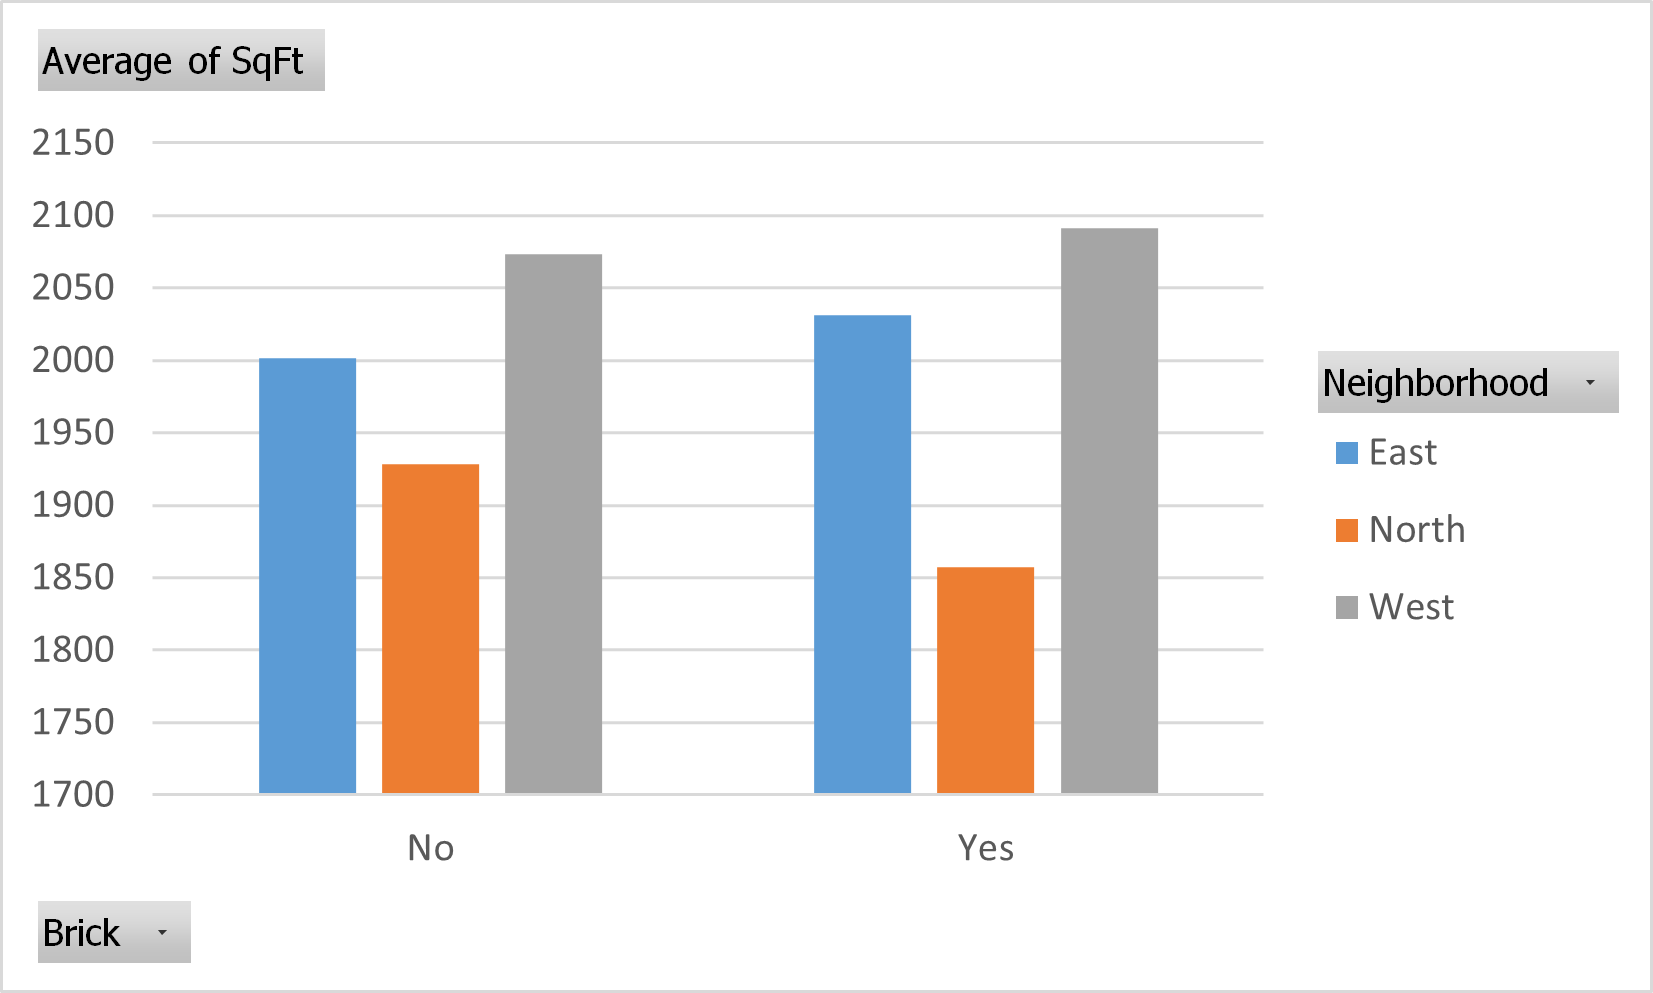 Average of SqFt
2150
2100
2050
2000
1950
1900
1850
1800
1750
1700
No Yes
Neighborhood
East
North
West
Brick